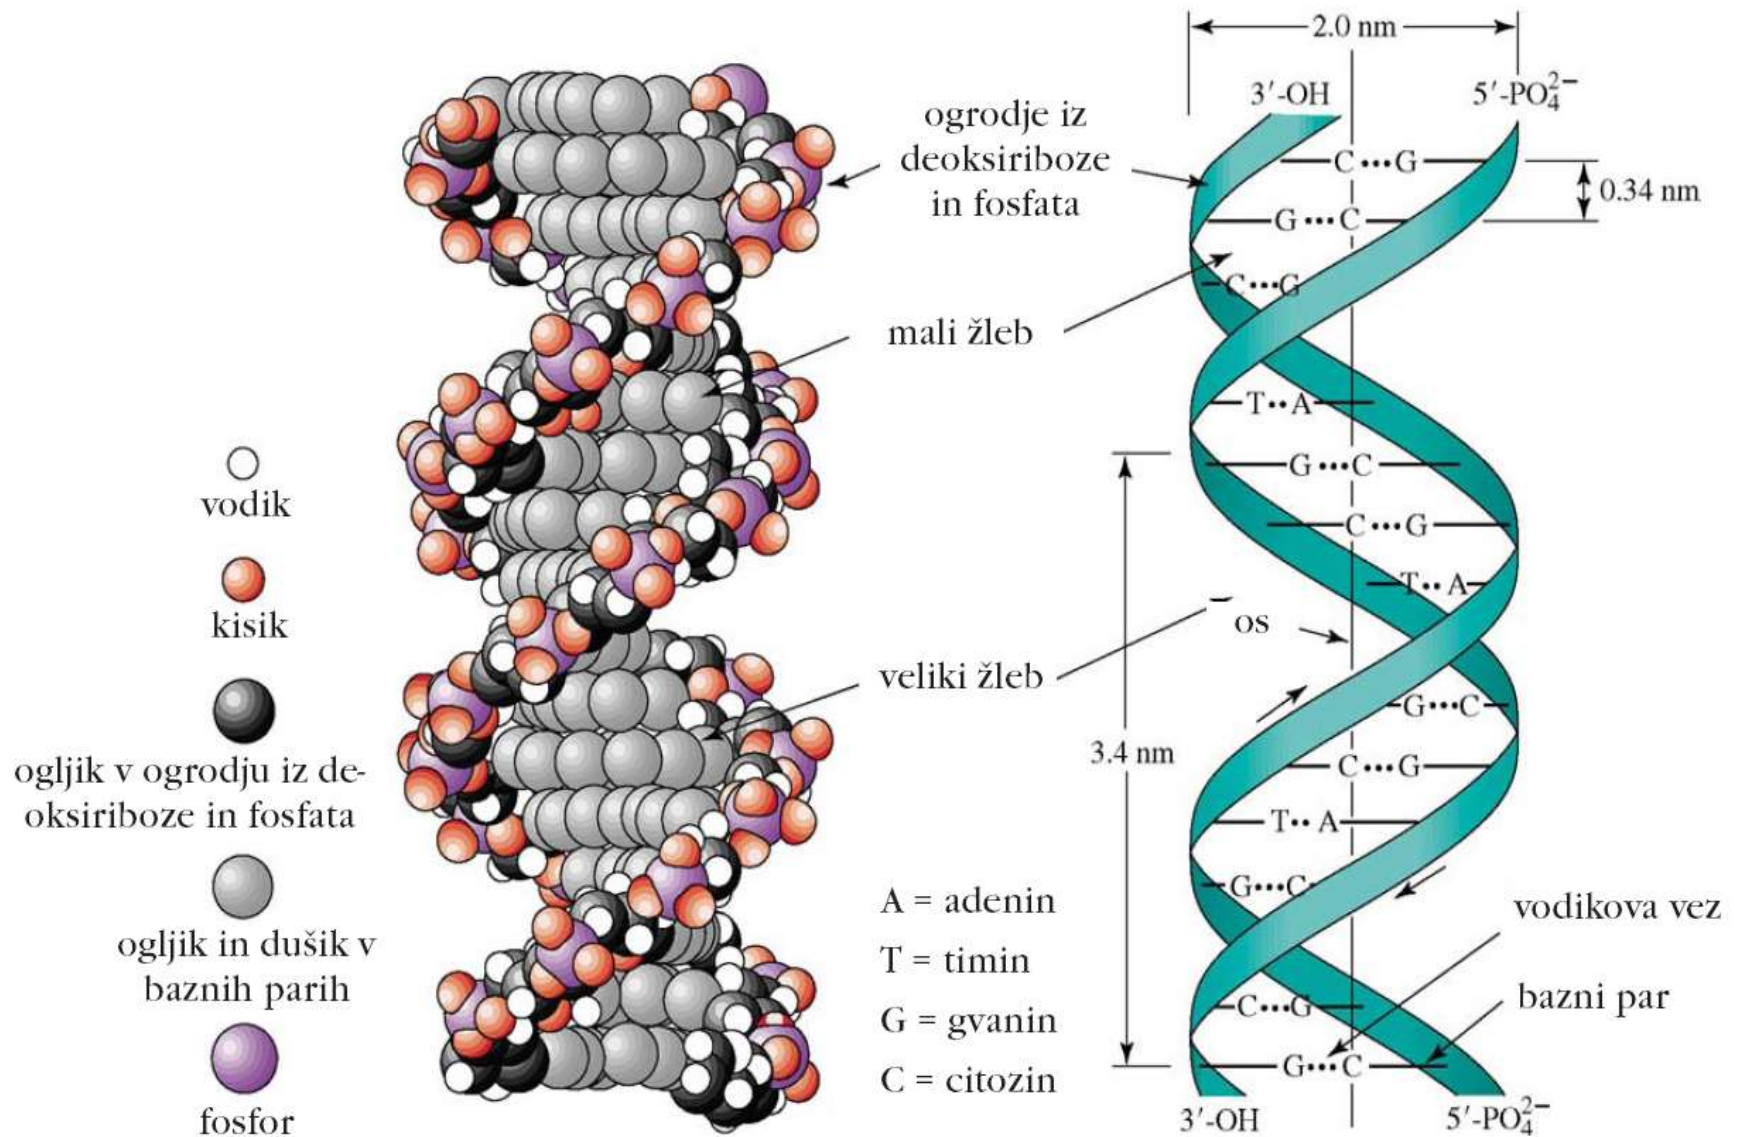 2.0 nm
3′-OH
5′-PO₄²⁻
ogrodje iz
deoksiriboze
in fosfata
C···G
0.34 nm
G···C
C···G
mali žleb
T··A
G···C
vodik
C···G
T··A
kisik
os
veliki žleb
G···C
3.4 nm
C···G
ogljik v ogrodju iz de-
oksiriboze in fosfata
T··A
G···C
A = adenin
vodikova vez
ogljik in dušik v
baznih parih
T = timin
bazni par
C···G
G = gvanin
G···C
C = citozin
fosfor
3′-OH
5′-PO₄²⁻